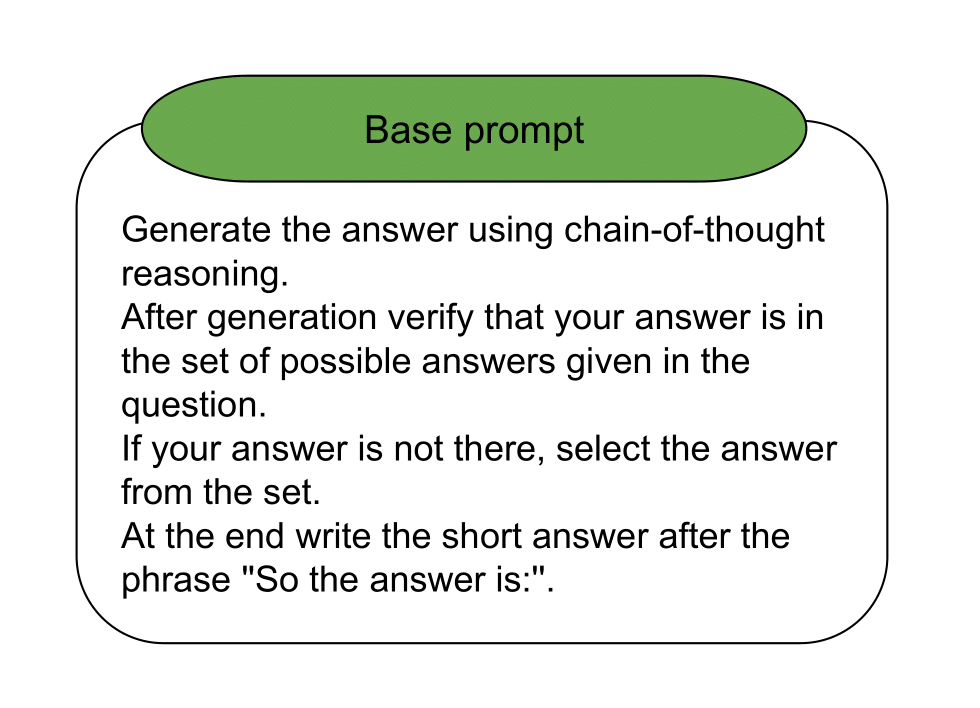 Base prompt
Generate the answer using chain-of-thought
reasoning.
After generation verify that your answer is in
the set of possible answers given in the
question.
If your answer is not there, select the answer
from the set.
At the end write the short answer after the
phrase "So the answer is:".